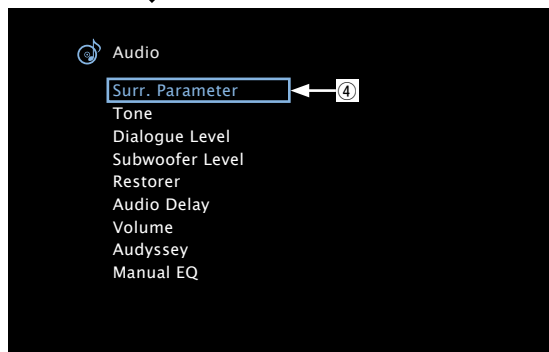 Audio
Surr. Parameter
④
Tone
Dialogue Level
Subwoofer Level
Restorer
Audio Delay
Volume
Audyssey
Manual EQ